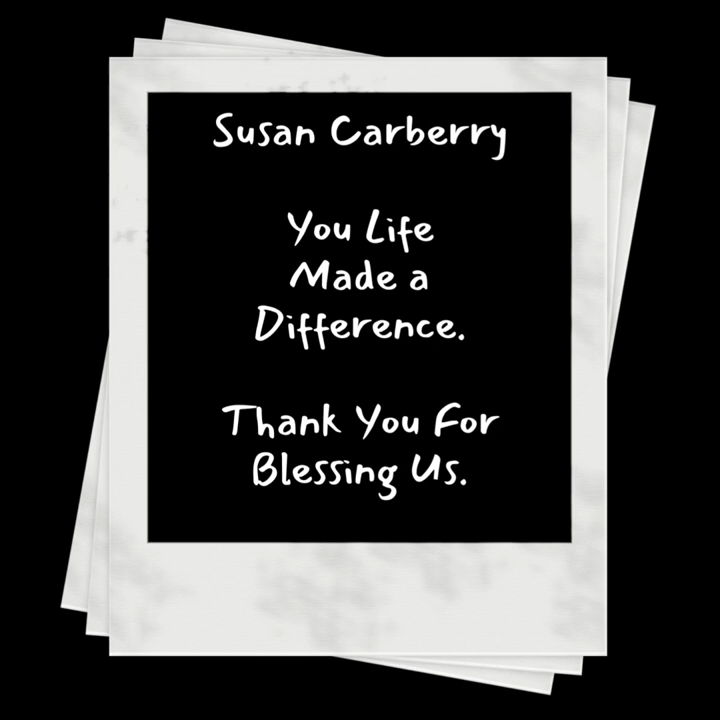 Susan Carberry
You Life
Made a
Difference.
Thank You For
Blessing Us.